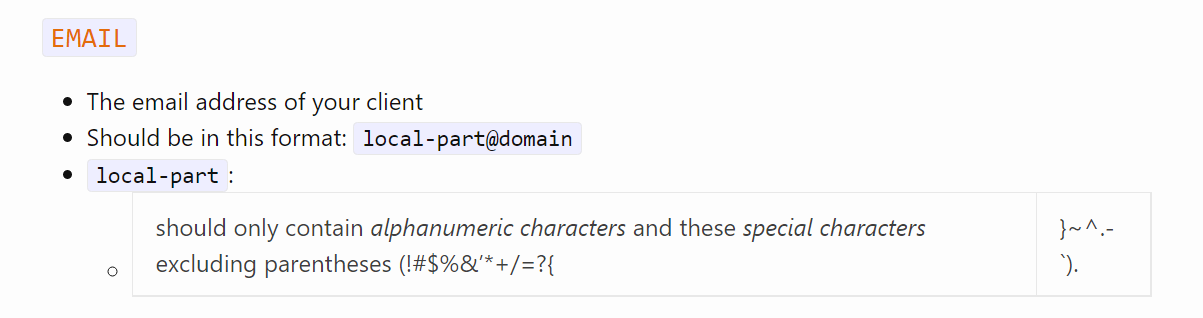 EMAIL
The email address of your client
Should be in this format: local-part@domain
local-part:
should only contain alphanumeric characters and these special characters
excluding parentheses (!#$%&'*+/=?{
}~^.-
`).